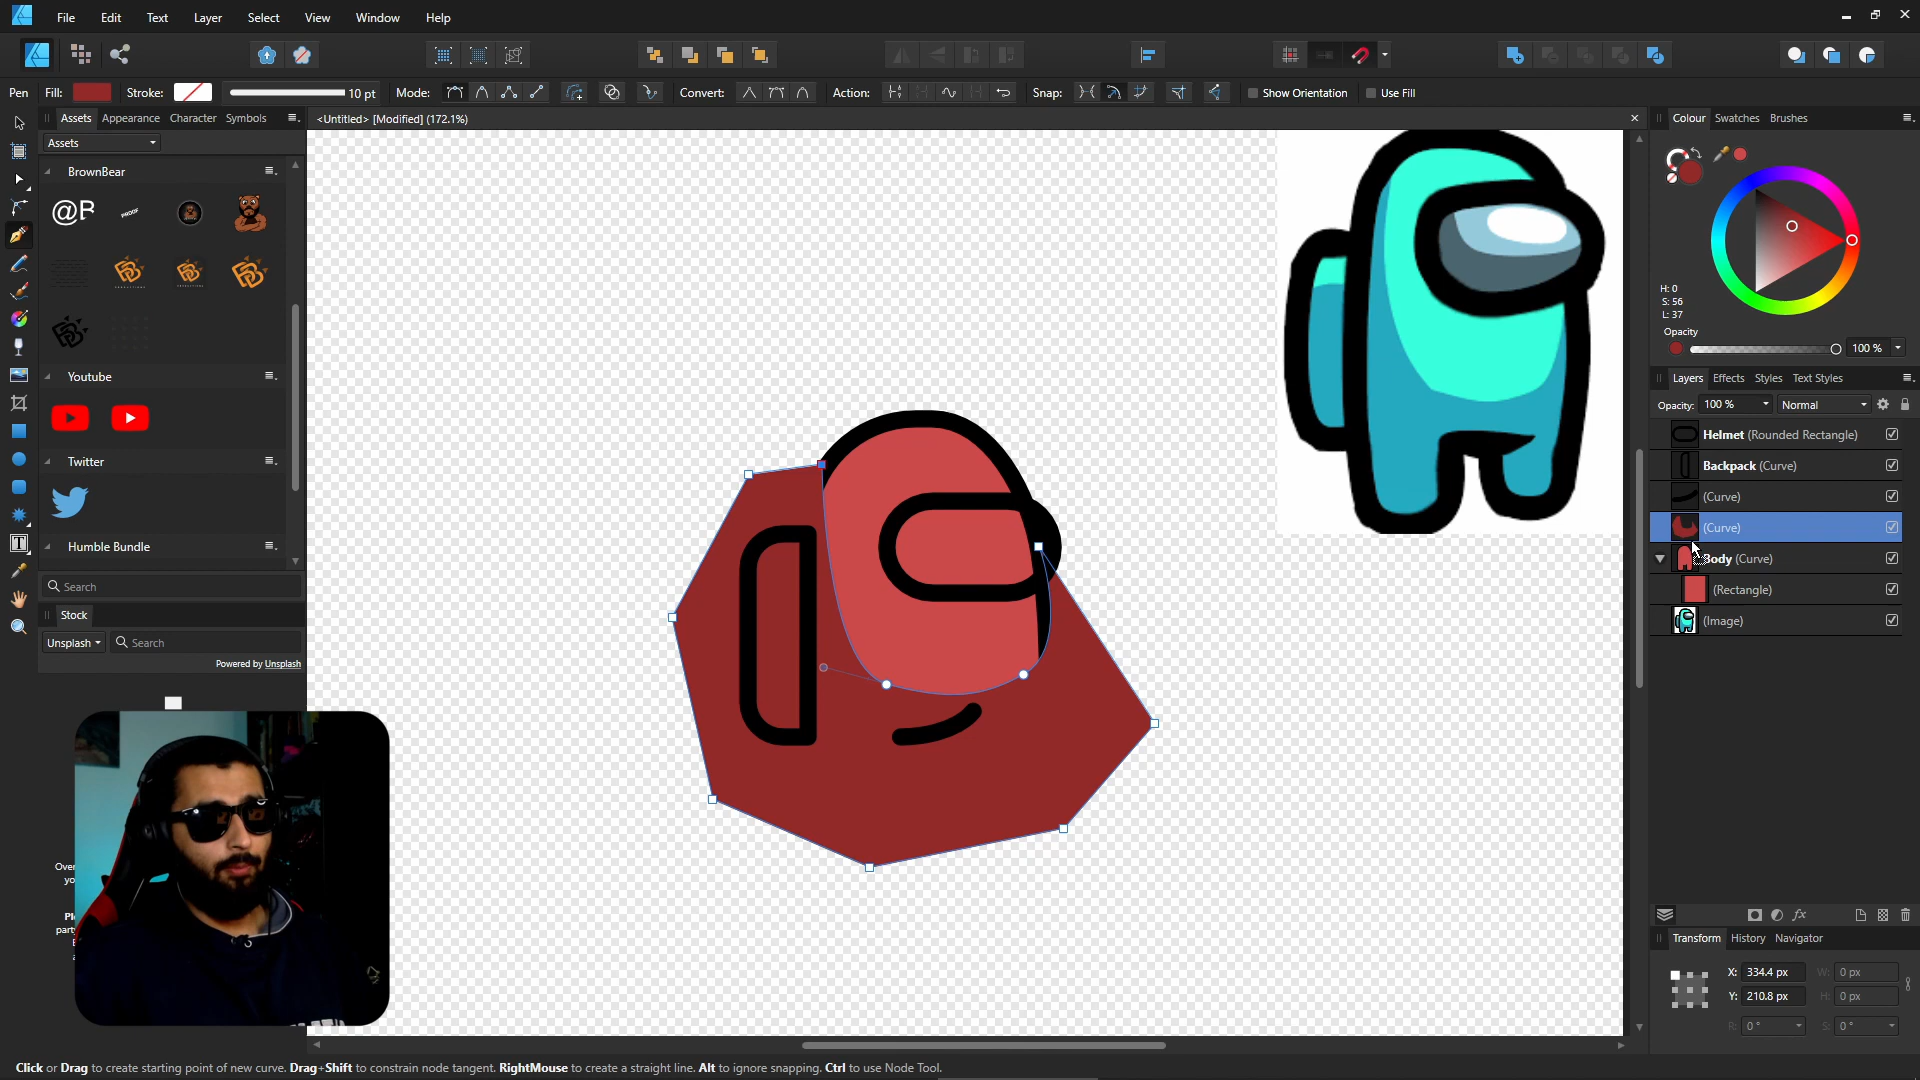 File Edit Text Layer Select View Window Help
Pen Fill: Stroke: 10 pt Mode: Convert: Action: Snap: Show Orientation Use Fill
Assets Appearance Character Symbols
<Untitled> [Modified] (172.1%)
Colour Swatches Brushes
Assets
BrownBear
PROOF
Youtube
Twitter
Humble Bundle
Search
Stock
Unsplash Search
Powered by Unsplash
H: 0
S: 56
L: 37
Opacity
100 %
Layers Effects Styles Text Styles
Opacity: 100 % Normal
Helmet (Rounded Rectangle)
Backpack (Curve)
(Curve)
(Curve)
Body (Curve)
(Rectangle)
(Image)
fx
Transform History Navigator
X: 334.4 px W: 0 px
Y: 210.8 px H: 0 px
R: 0 ° S: 0 °
Click or Drag to create starting point of new curve. Drag+Shift to constrain node tangent. RightMouse to create a straight line. Alt to ignore snapping. Ctrl to use Node Tool.